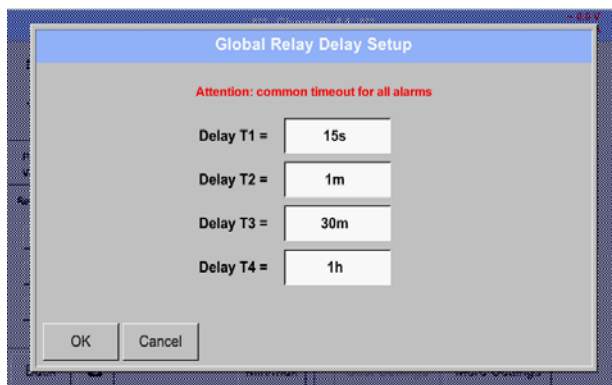 Global Relay Delay Setup
Attention: common timeout for all alarms
Delay T1 = 15s
Delay T2 = 1m
Delay T3 = 30m
Delay T4 = 1h
OK Cancel